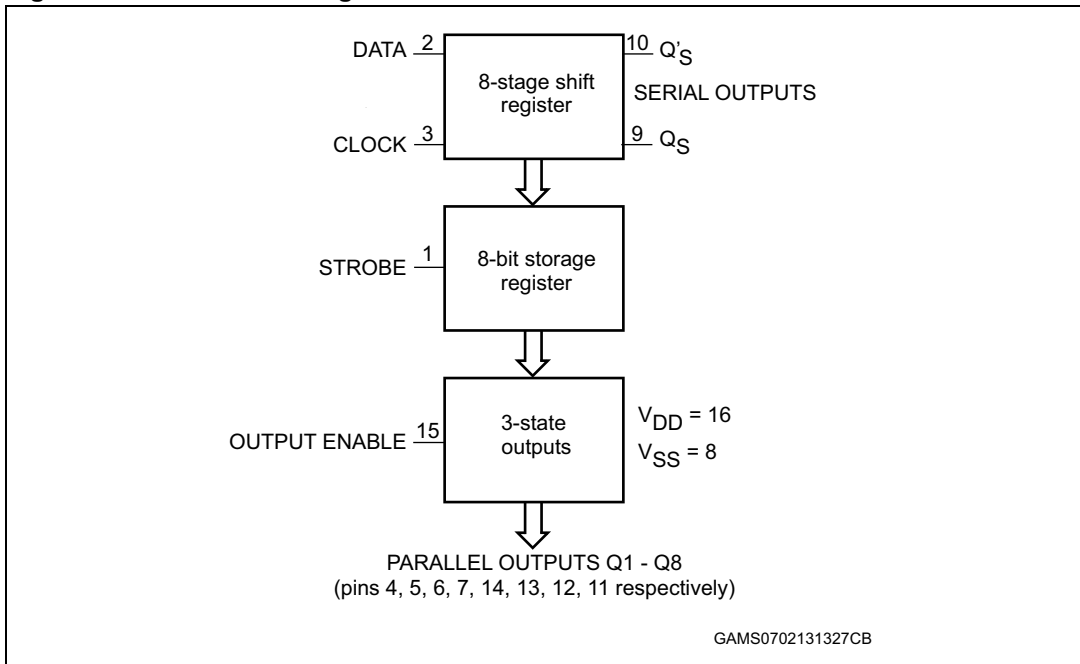 DATA 2
10 Q'S
8-stage shift
register
SERIAL OUTPUTS
CLOCK 3
9 QS
STROBE 1
8-bit storage
register
OUTPUT ENABLE 15
3-state
outputs
VDD = 16
VSS = 8
PARALLEL OUTPUTS Q1 - Q8
(pins 4, 5, 6, 7, 14, 13, 12, 11 respectively)
GAMS0702131327CB